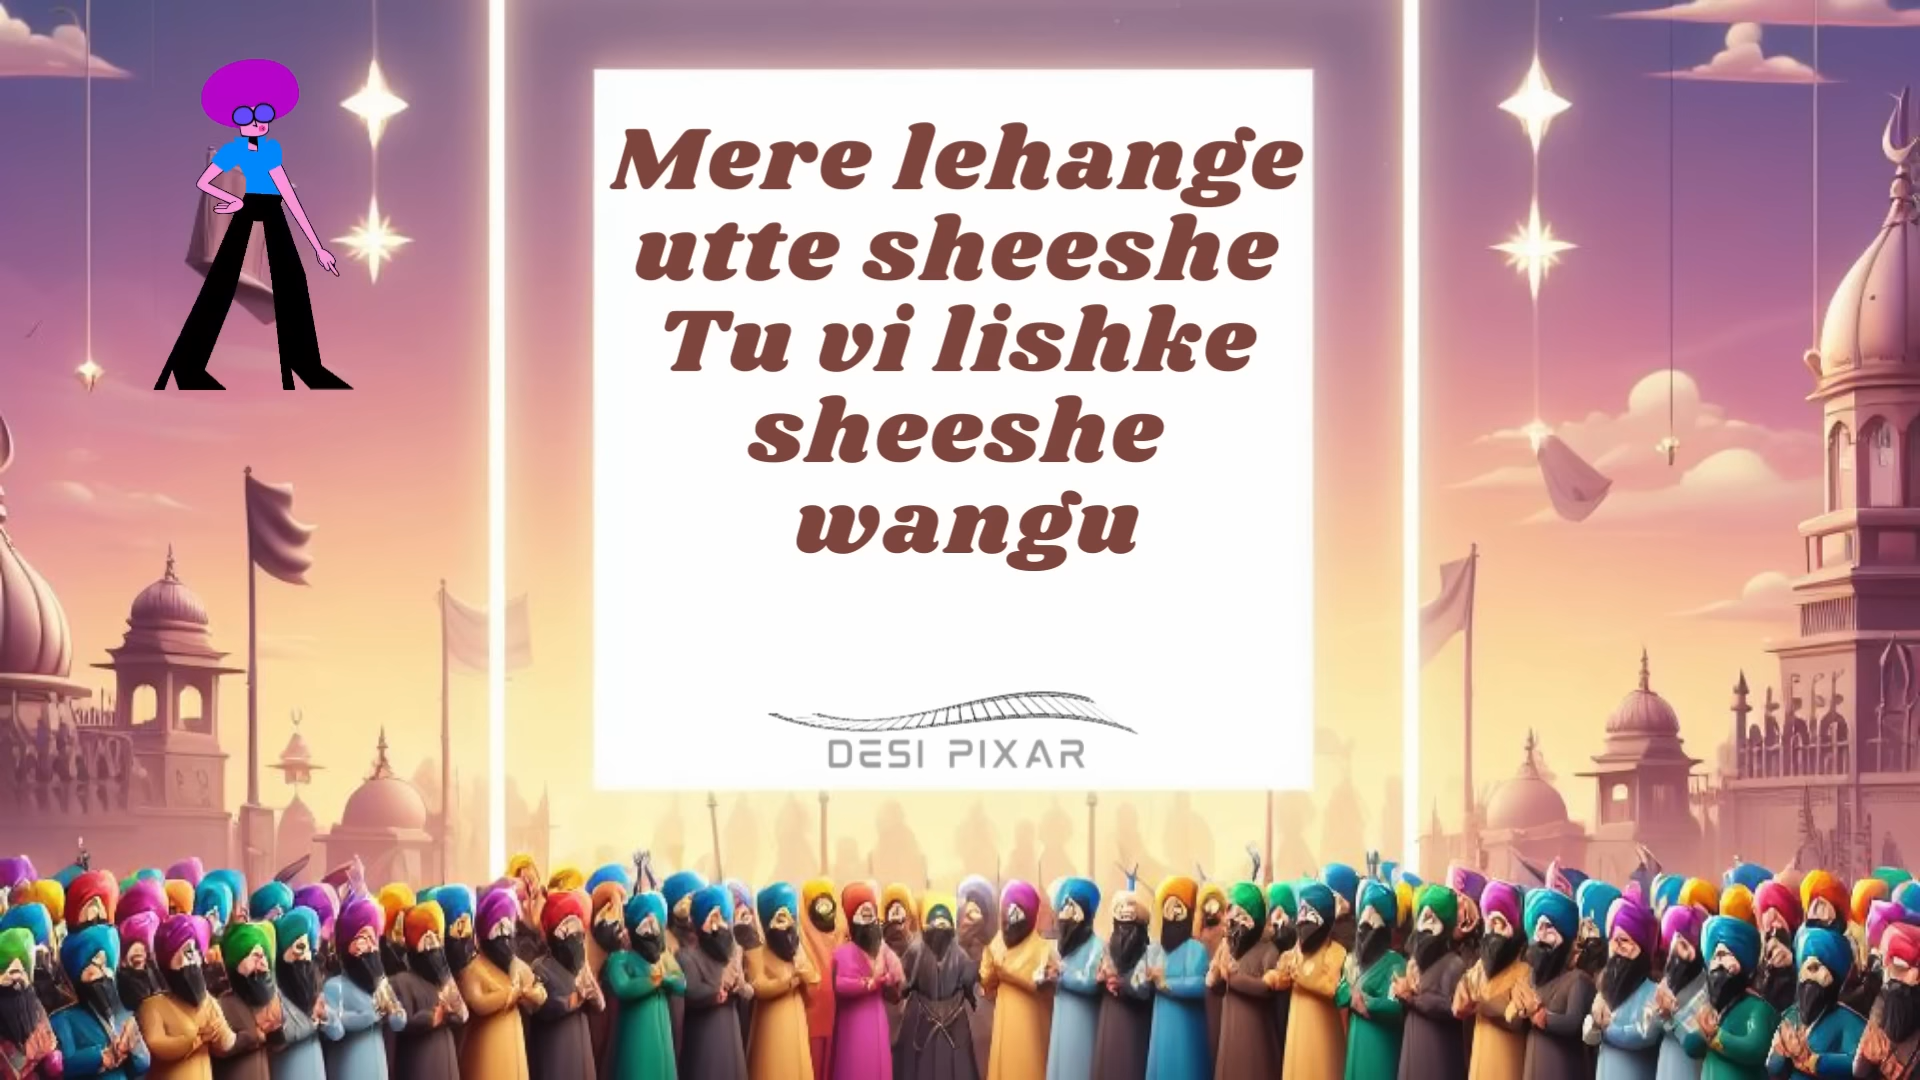 Mere lehange
utte sheeshe
Tu vi lishke
sheeshe
wangu
DESI PIXAR